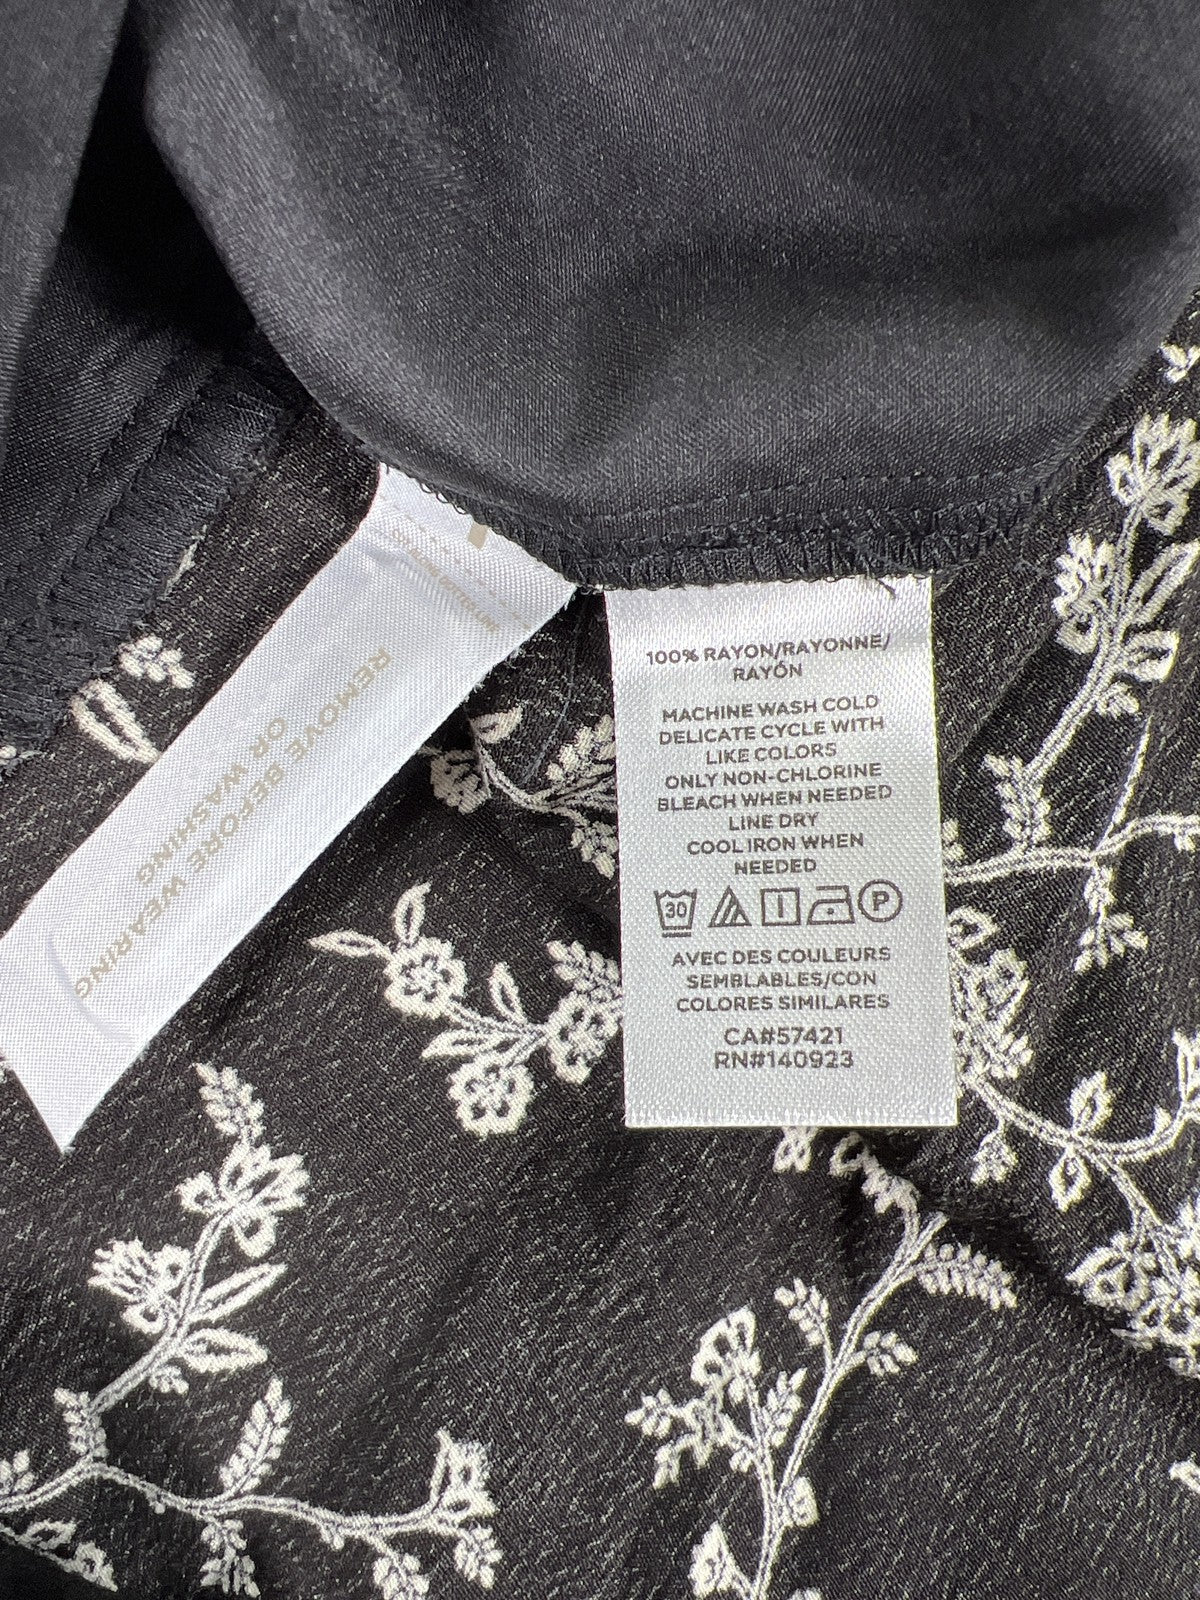 REMOVE BEFORE WEARING
OR WASHING
100% RAYON/RAYONNE/
RAYÓN
MACHINE WASH COLD
DELICATE CYCLE WITH
LIKE COLORS
ONLY NON-CHLORINE
BLEACH WHEN NEEDED
LINE DRY
COOL IRON WHEN
NEEDED
30 P
AVEC DES COULEURS
SEMBLABLES/CON
COLORES SIMILARES
CA#57421
RN#140923